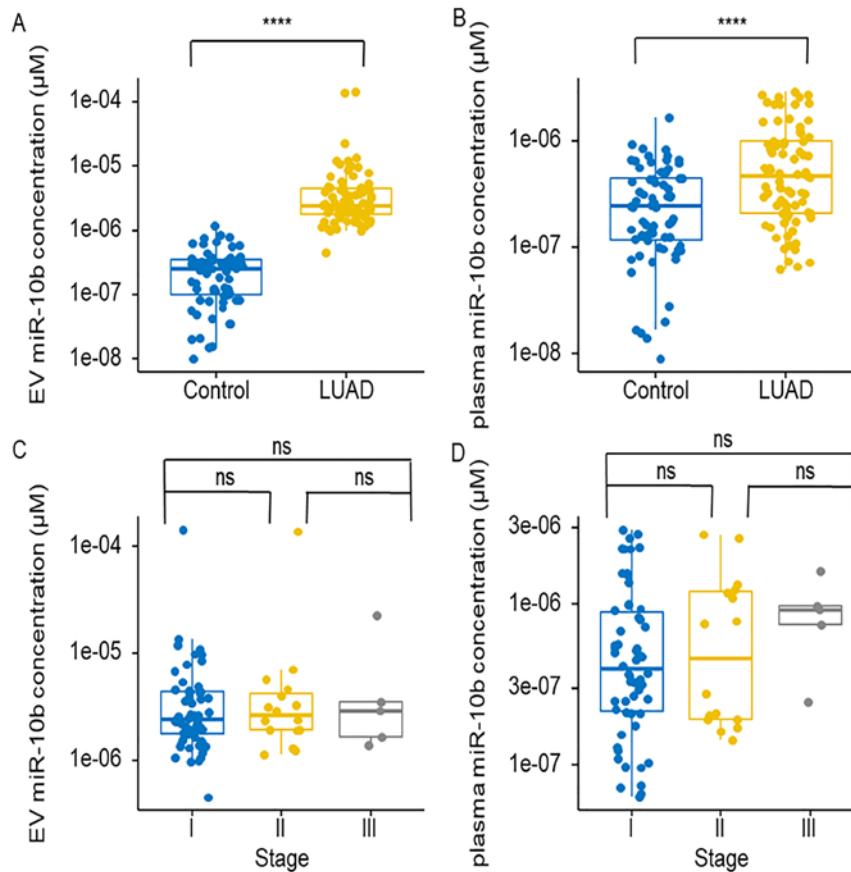 A
****
EV miR-10b concentration (µM)
1e-04
1e-05
1e-06
1e-07
1e-08
Control LUAD
B
****
plasma miR-10b concentration (µM)
1e-06
1e-07
1e-08
Control LUAD
C
ns
ns ns
EV miR-10b concentration (µM)
1e-04
1e-05
1e-06
I II III
Stage
D
ns
ns ns
plasma miR-10b concentration (µM)
3e-06
1e-06
3e-07
1e-07
I II III
Stage